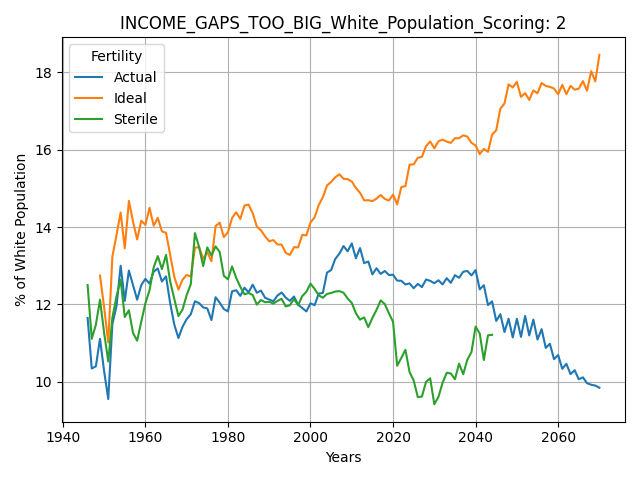 INCOME_GAPS_TOO_BIG_White_Population_Scoring: 2
Fertility
Actual
Ideal
Sterile
% of White Population
18
16
14
12
10
1940 1960 1980 2000 2020 2040 2060
Years